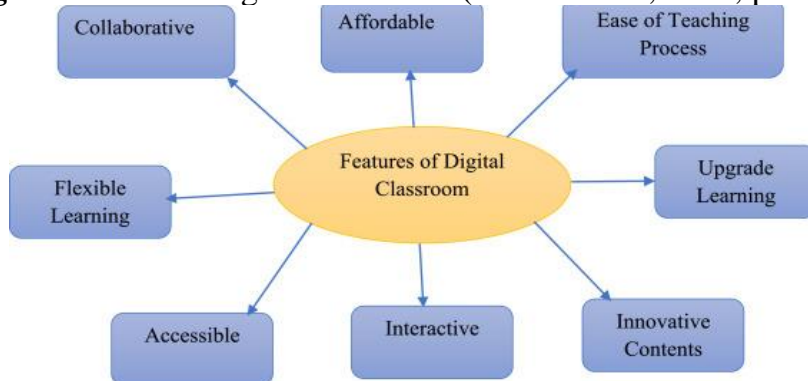 Collaborative
Affordable
Ease of Teaching
Process
Features of Digital
Classroom
Flexible
Learning
Upgrade
Learning
Accessible
Interactive
Innovative
Contents